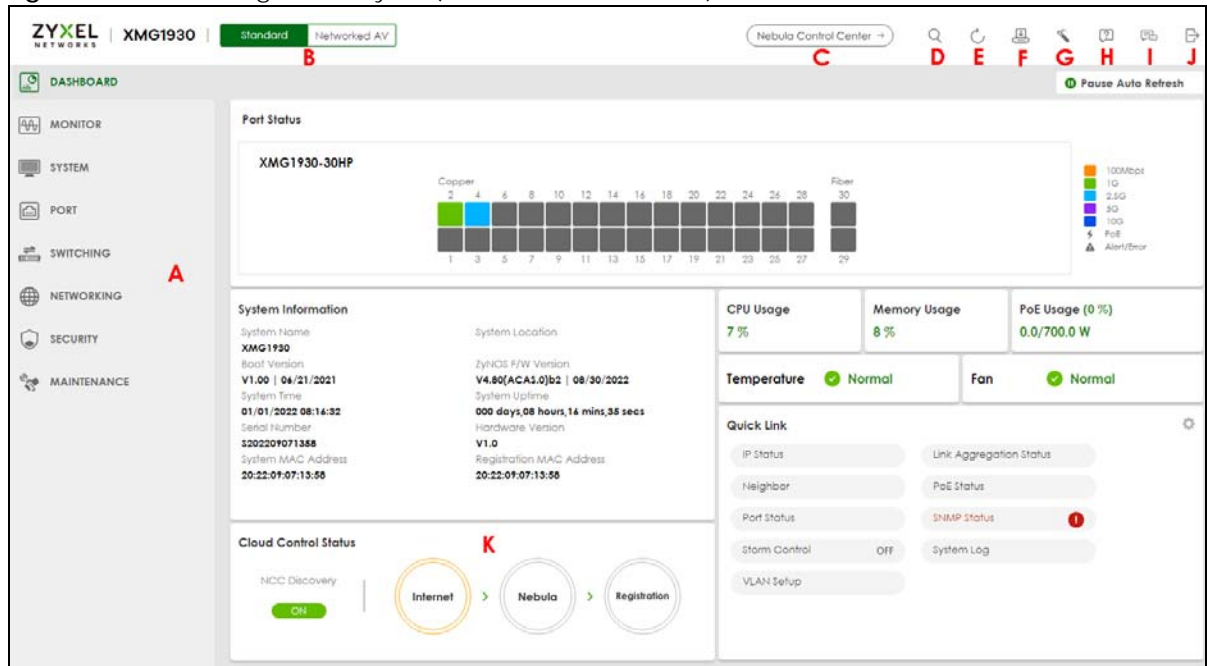 ZYXEL NETWORKS | XMG1930 | Standard Networked AV Nebula Control Center →
B C D E F G H I J
DASHBOARD
Pause Auto Refresh
MONITOR
SYSTEM
PORT
SWITCHING
NETWORKING
SECURITY
MAINTENANCE
A
Port Status
XMG1930-30HP
Copper Fiber
2 4 6 8 10 12 14 16 18 20 22 24 26 28 30
1 3 5 7 9 11 13 15 17 19 21 23 25 27 29
100Mbps
1G
2.5G
5G
10G
PoE
Alert/Error
System Information
System Name System Location
XMG1930
Boot Version ZyNOS F/W Version
V1.00 | 06/21/2021 V4.80(ACAS.0)b2 | 08/30/2022
System Time System Uptime
01/01/2022 08:16:32 000 days,08 hours,16 mins,35 secs
Serial Number Hardware Version
S202209071358 V1.0
System MAC Address Registration MAC Address
20:22:09:07:13:58 20:22:09:07:13:58
Cloud Control Status
K
NCC Discovery
ON
Internet > Nebula > Registration
CPU Usage
7 %
Memory Usage
8 %
PoE Usage (0 %)
0.0/700.0 W
Temperature Normal
Fan Normal
Quick Link
IP Status Link Aggregation Status
Neighbor PoE Status
Port Status SNMP Status !
Storm Control OFF System Log
VLAN Setup